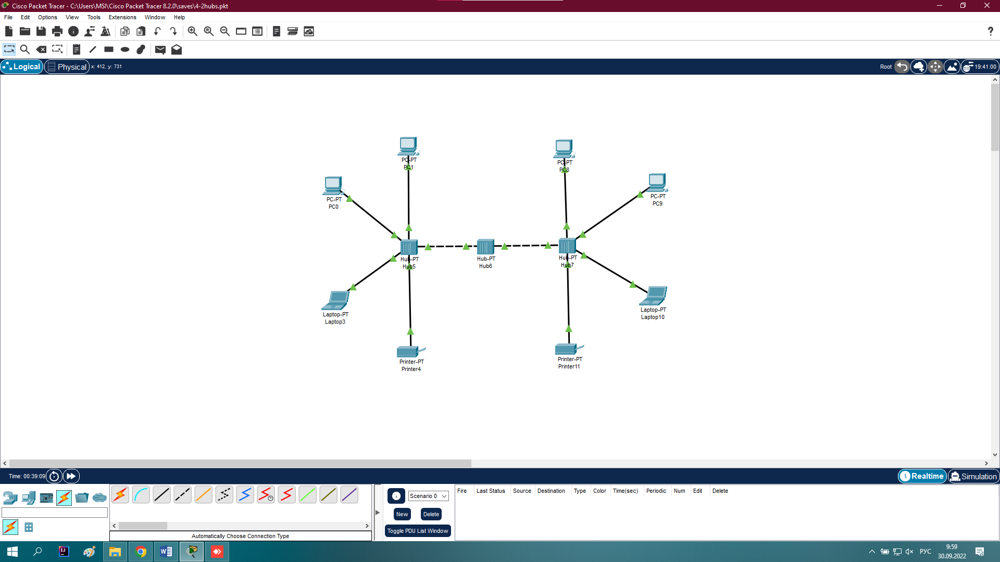 Cisco Packet Tracer - C:\Users\MSI\Cisco Packet Tracer 8.2.0\saves\4-2hubs.pkt
File Edit Options View Tools Extensions Window Help
Logical Physical x: 412, y: 731 Root 19:41:00
PC-PT
PC1
PC-PT
PC8
PC-PT
PC0
PC-PT
PC9
Hub-PT
Hub5
Hub-PT
Hub6
Hub-PT
Hub7
Laptop-PT
Laptop3
Laptop-PT
Laptop10
Printer-PT
Printer4
Printer-PT
Printer11
Time: 00:39:09 Realtime Simulation
Scenario 0
New Delete
Toggle PDU List Window
Fire Last Status Source Destination Type Color Time(sec) Periodic Num Edit Delete
Automatically Choose Connection Type
РУС
9:59
30.09.2022